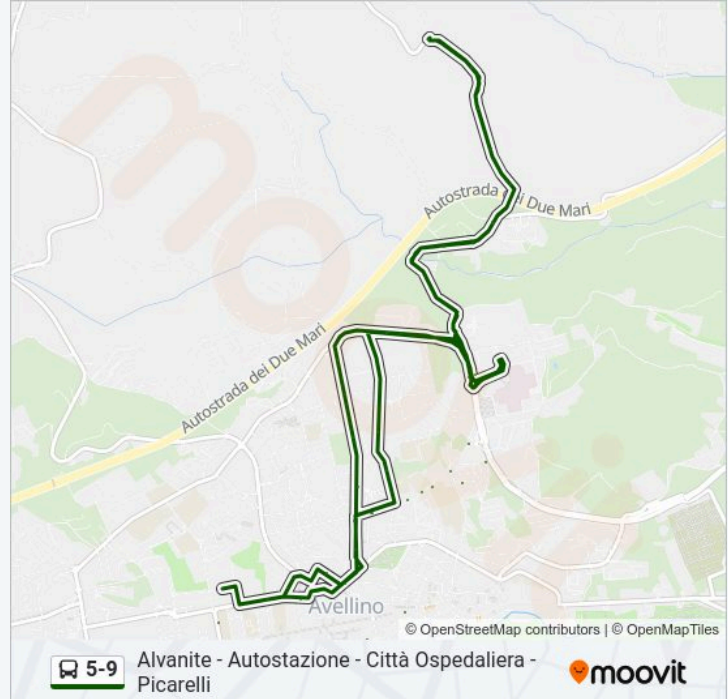 Autostrada dei Due Mari
Autostrada dei Due Mari
Avellino
© OpenStreetMap contributors | © OpenMapTiles
5-9
Alvanite - Autostazione - Città Ospedaliera -
Picarelli
moovit